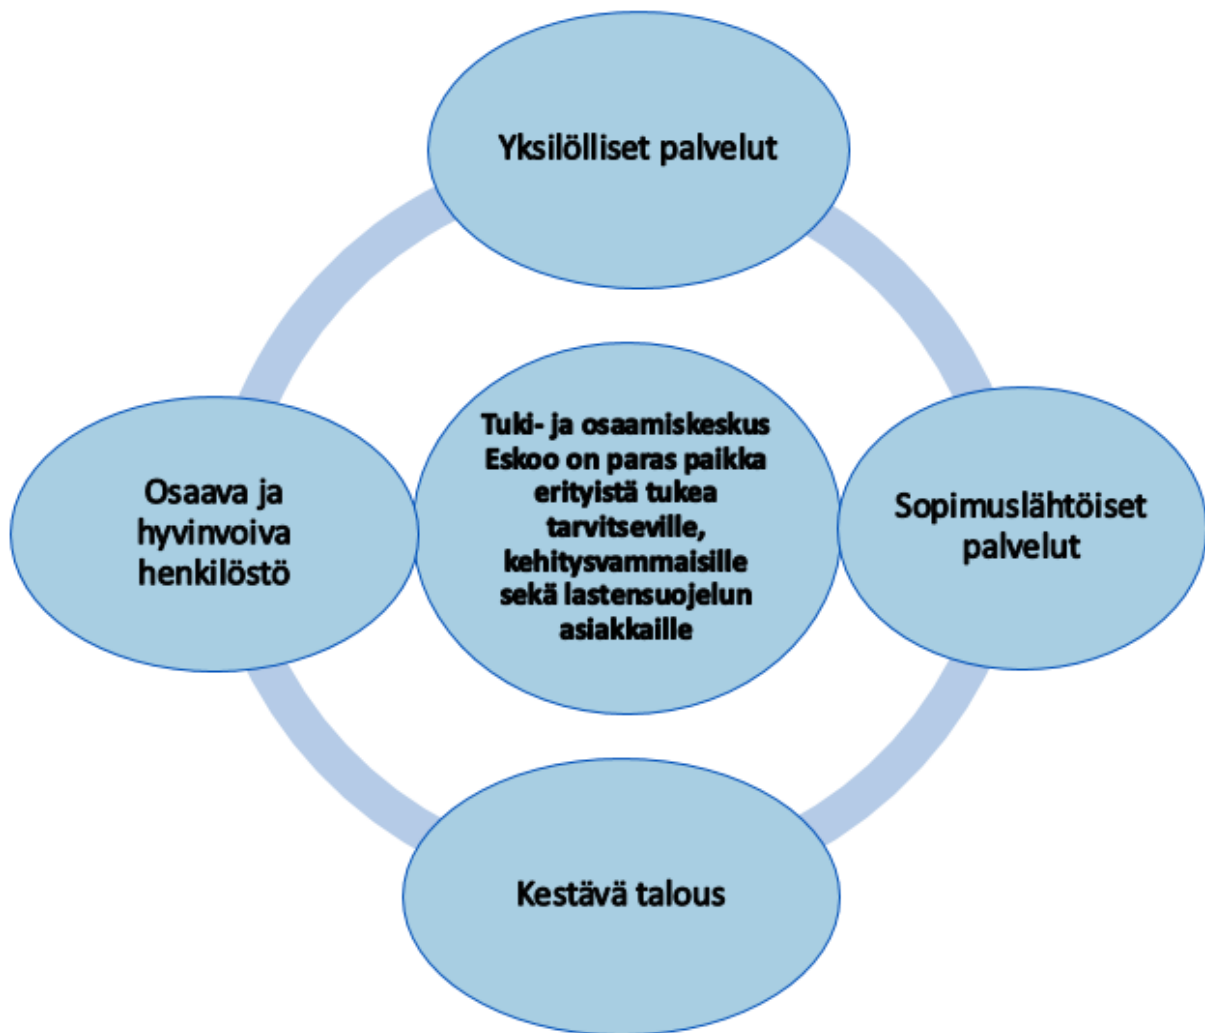 Yksilölliset palvelut
Tuki- ja osaamiskeskus
Eskoo on paras paikka
erityistä tukea
tarvitseville,
kehitysvammaisille
sekä lastensuojelun
asiakkaille
Osaava ja
hyvinvoiva
henkilöstö
Sopimuslähtöiset
palvelut
Kestävä talous